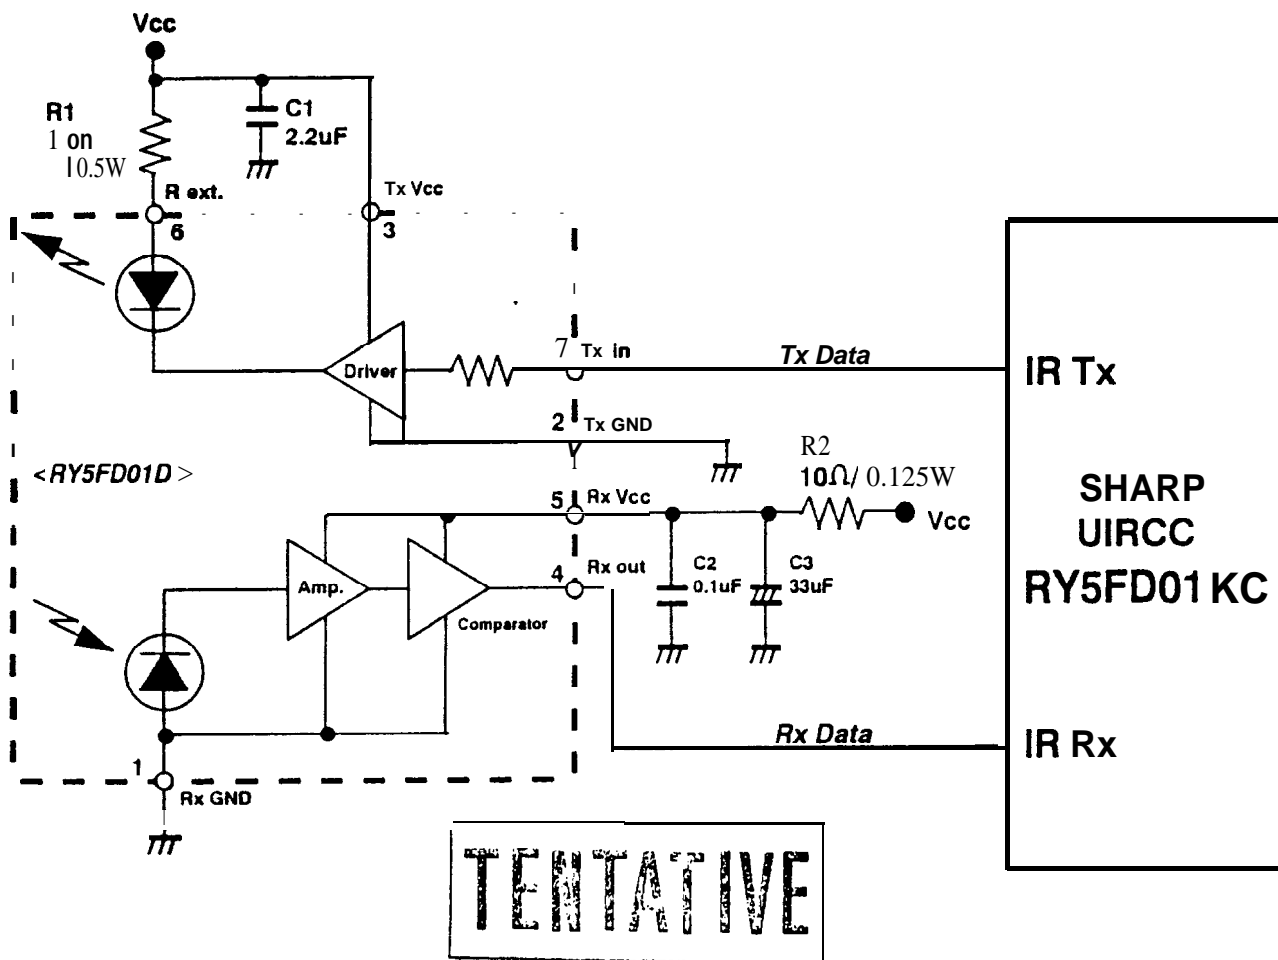 Vcc
R1
1 on
I 0.5W
C1
2.2uF
R ext.
6
Tx Vcc
3
7 Tx in
Tx Data
IR Tx
Driver
2 Tx GND
<RY5FD01D>
R2
10Ω/ 0.125W
5 Rx Vcc
Vcc
SHARP
UIRCC
RY5FD01KC
4 Rx out
C2
0.1uF
C3
33uF
Amp.
Comparator
Rx Data
IR Rx
1
Rx GND
TENTATIVE